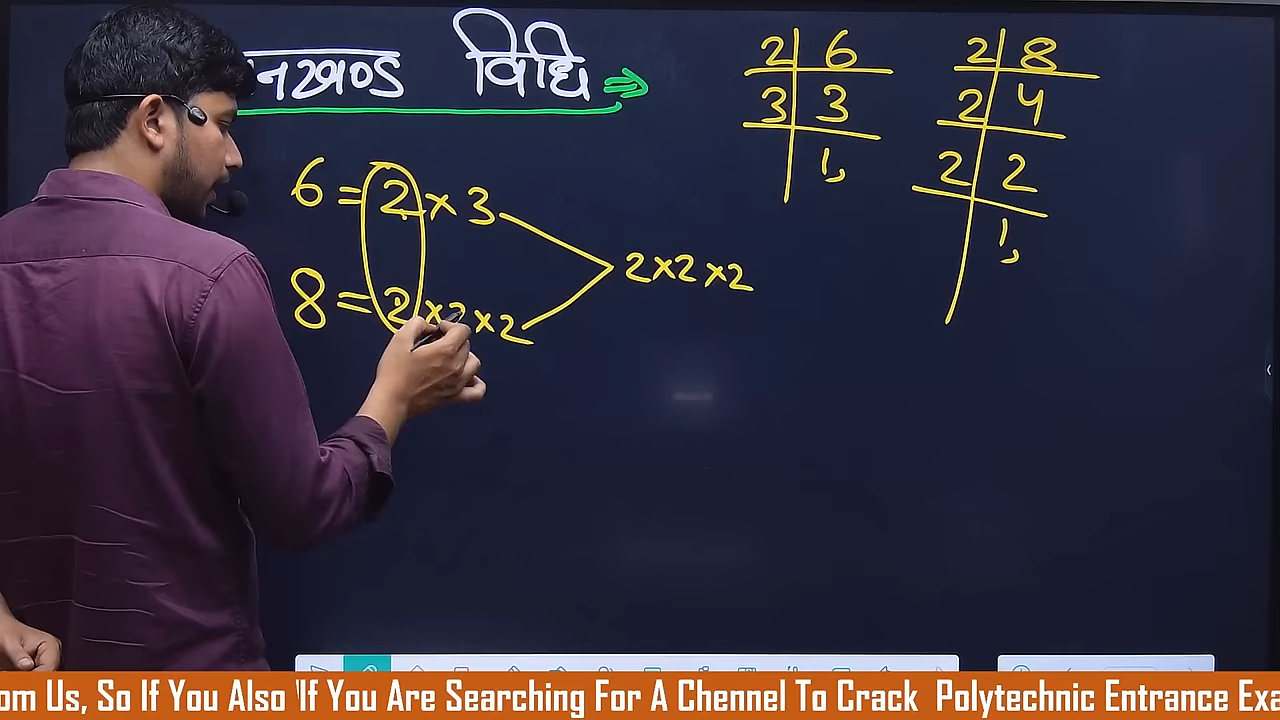 विधि ⇒
6 = 2 × 3
8 = 2 × 2 × 2
2×2×2
2 | 6
3 | 3
1,
2 | 8
2 | 4
2 | 2
1,
om Us, So If You Also 'If You Are Searching For A Chennel To Crack Polytechnic Entrance Exa